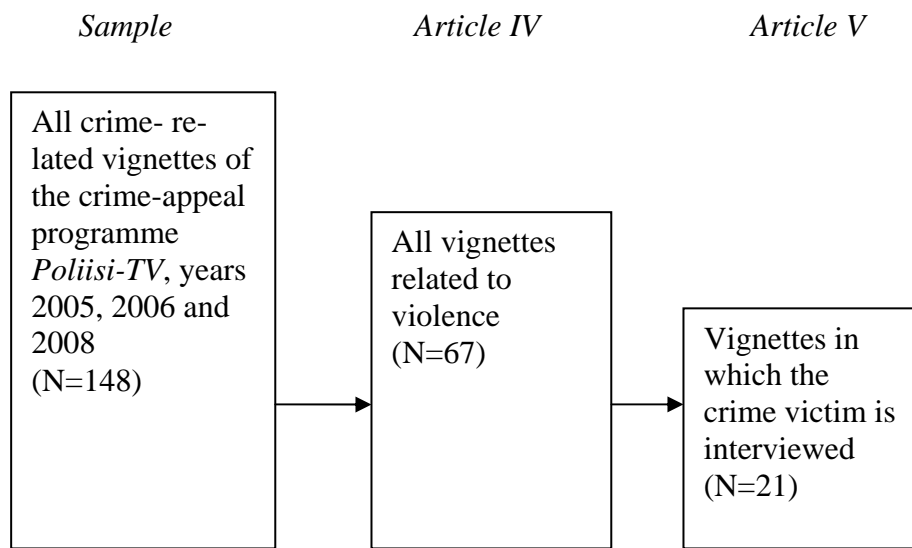 Sample
Article IV
Article V
All crime- re-
lated vignettes of
the crime-appeal
programme
Poliisi-TV, years
2005, 2006 and
2008
(N=148)
All vignettes
related to
violence
(N=67)
Vignettes in
which the
crime victim is
interviewed
(N=21)